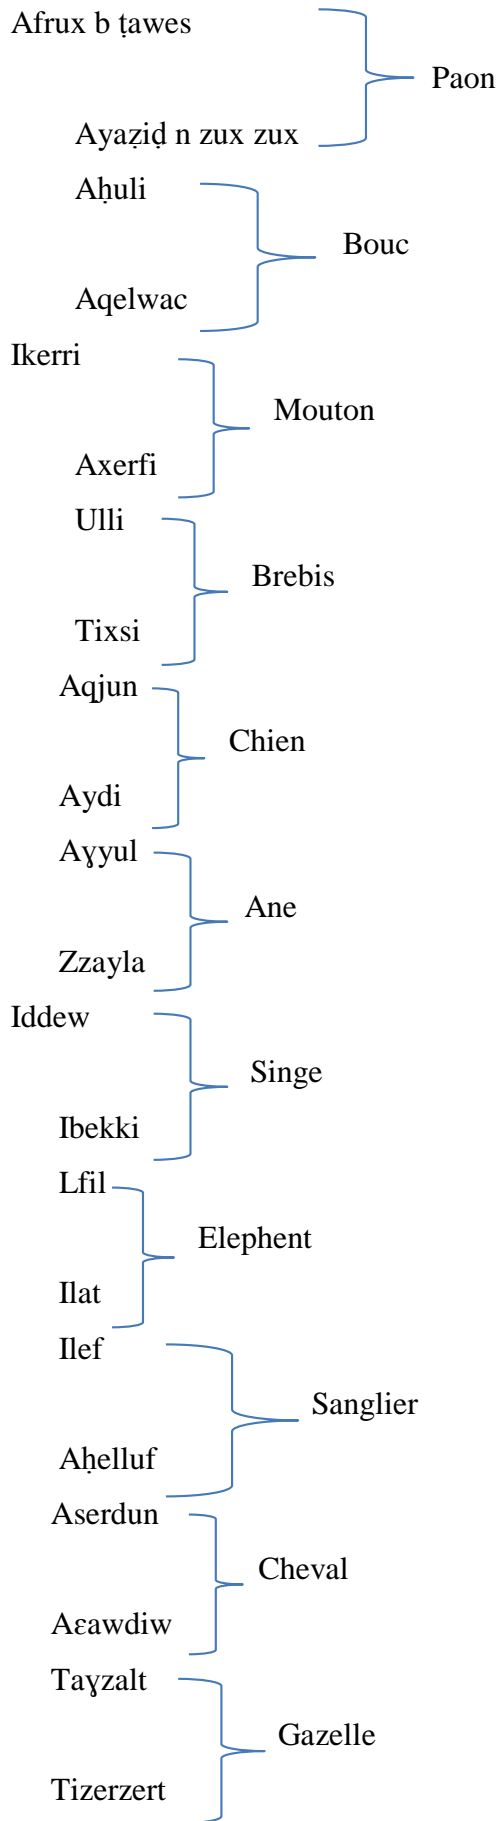 Afrux b ṭawes
Paon
Ayaẓiḍ n zux zux
Aḥuli
Bouc
Aqelwac
Ikerri
Mouton
Axerfi
Ulli
Brebis
Tixsi
Aqjun
Chien
Aydi
Aɣyul
Ane
Zzayla
Iddew
Singe
Ibekki
Lfil
Elephent
Ilat
Ilef
Sanglier
Aḥelluf
Aserdun
Cheval
Aɛawdiw
Taɣzalt
Gazelle
Tizerzert